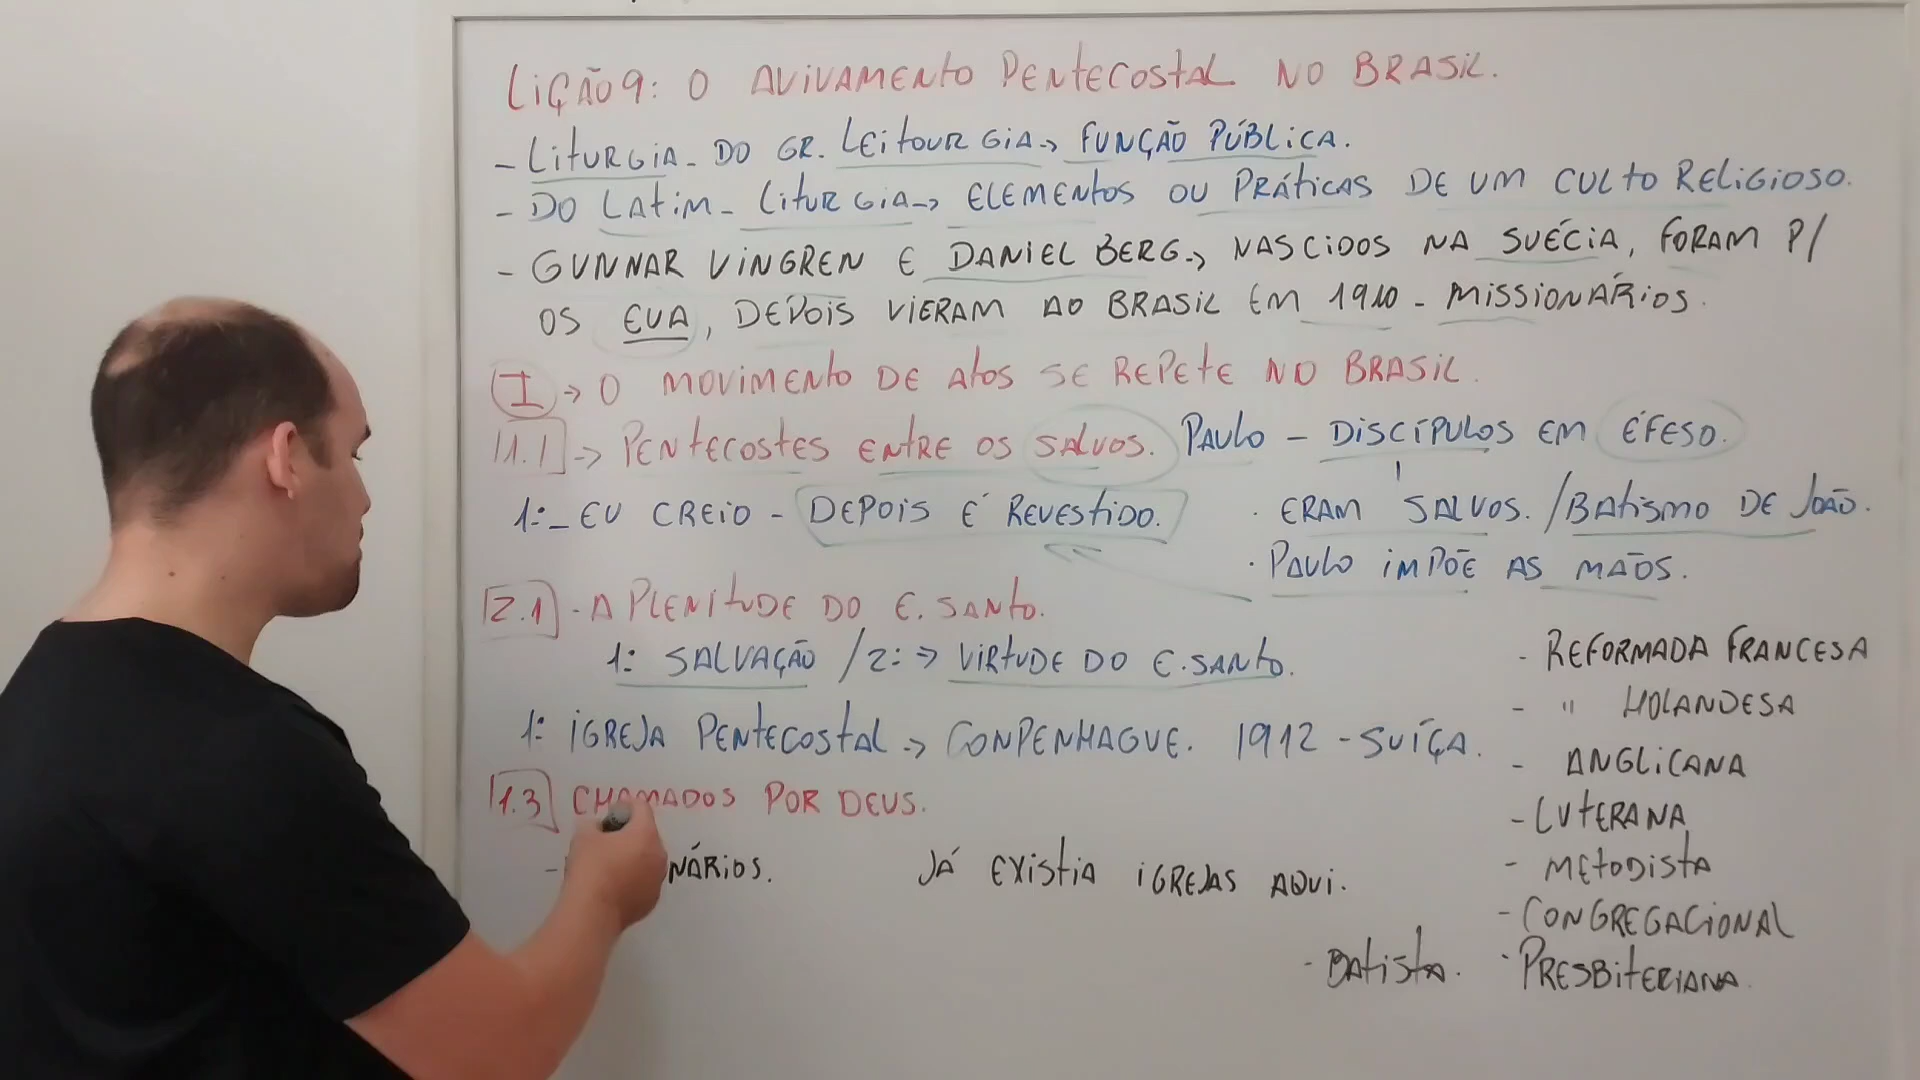 LIÇÃO 9: O AVIVAMENTO PENTECOSTAL NO BRASIL.
- LITURGIA - DO GR. LEITOURGIA -> FUNÇÃO PÚBLICA.
- DO LATIM - LITURGIA -> ELEMENTOS OU PRÁTICAS DE UM CULTO RELIGIOSO.
- GUNNAR VINGREN E DANIEL BERG -> NASCIDOS NA SUÉCIA, FORAM P/
OS EUA, DEPOIS VIERAM AO BRASIL EM 1910 - MISSIONÁRIOS.
I -> O MOVIMENTO DE ATOS SE REPETE NO BRASIL.
1.1 -> PENTECOSTES ENTRE OS SALVOS. PAULO - DISCÍPULOS EM ÉFESO.
1º - EU CREIO - DEPOIS É REVESTIDO. · ERAM SALVOS. / BATISMO DE JOÃO.
· PAULO IMPÕE AS MÃOS.
2.1 - A PLENITUDE DO E. SANTO.
1º SALVAÇÃO / 2º => VIRTUDE DO E. SANTO.
1º IGREJA PENTECOSTAL -> CONPENHAGUE. 1912 - SUÍÇA.
1.3 CHAMADOS POR DEUS.
- NÁRIOS. JÁ EXISTIA IGREJAS AQUI.
- REFORMADA FRANCESA
- " HOLANDESA
- ANGLICANA
- LUTERANA
- METODISTA
- CONGREGACIONAL
- BATISTA. · PRESBITERIANA.